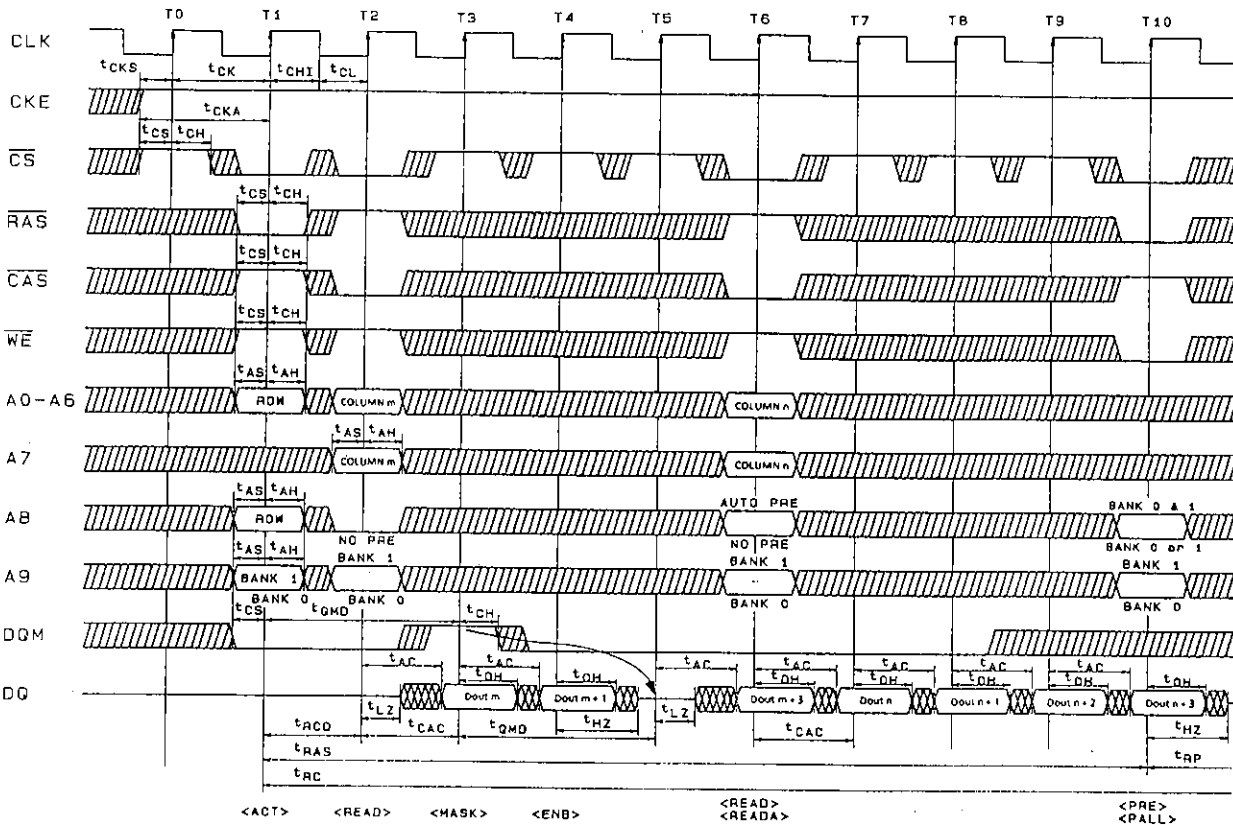 T0 T1 T2 T3 T4 T5 T6 T7 T8 T9 T10
CLK
tCKS tCK tCHI tCL
CKE
tCKA
tCS tCH
CS
tCS tCH
RAS
tCS tCH
CAS
tCS tCH
WE
tAS tAH
A0-A6 ROW COLUMN m COLUMN n
tAS tAH
A7 COLUMN m COLUMN n
tAS tAH AUTO PRE BANK 0 & 1
A8 ROW
NO PRE NO PRE BANK 0 or 1
tAS tAH BANK 1 BANK 1 BANK 1
A9 BANK 1
BANK 0 BANK 0 BANK 0 BANK 0
tCS tQMD tCH
DQM
tAC tAC tAC tAC tAC tAC tAC
tOH tOH tOH tOH tOH tOH tOH
DQ Dout m Dout m + 1 Dout m + 3 Dout n Dout n + 1 Dout n + 2 Dout n + 3
tLZ tHZ tLZ tHZ
tRCD tCAC tQMD tCAC
tRAS tRP
tRC
<ACT> <READ> <MASK> <ENB> <READ> <PRE>
<READA> <PALL>